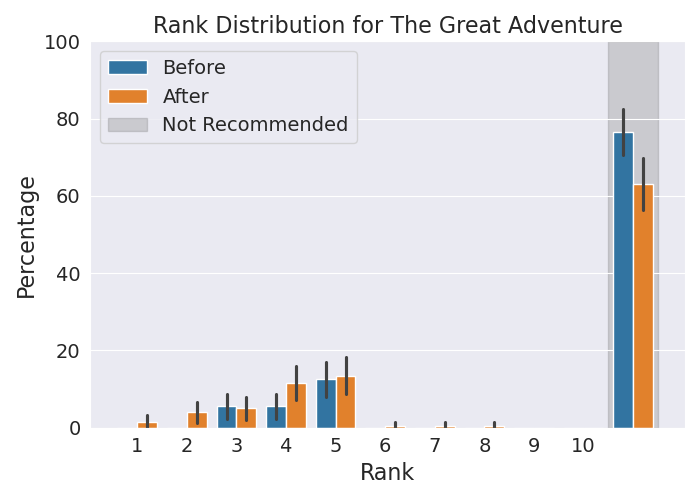 Rank Distribution for The Great Adventure
100
80
60
40
20
0
Percentage
Before
After
Not Recommended
1 2 3 4 5 6 7 8 9 10
Rank